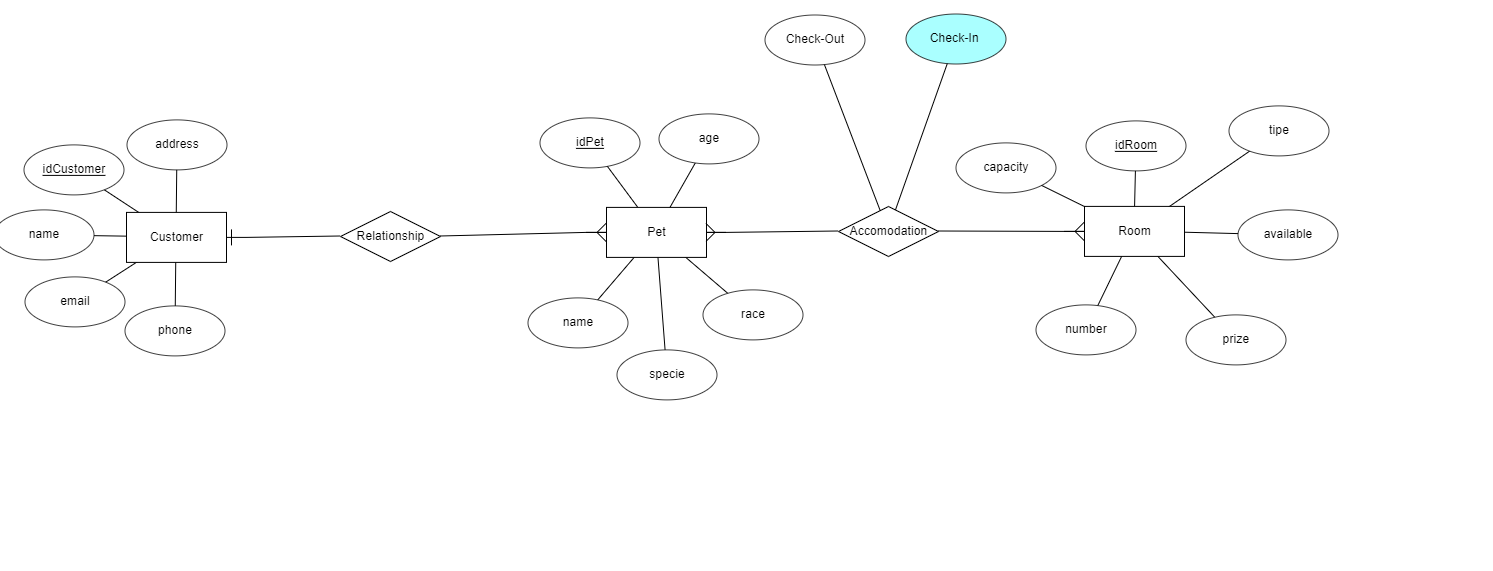 Check-Out
Check-In
address
idCustomer
name
Customer
email
phone
Relationship
idPet
age
Pet
name
race
specie
Accomodation
capacity
idRoom
tipe
Room
available
number
prize